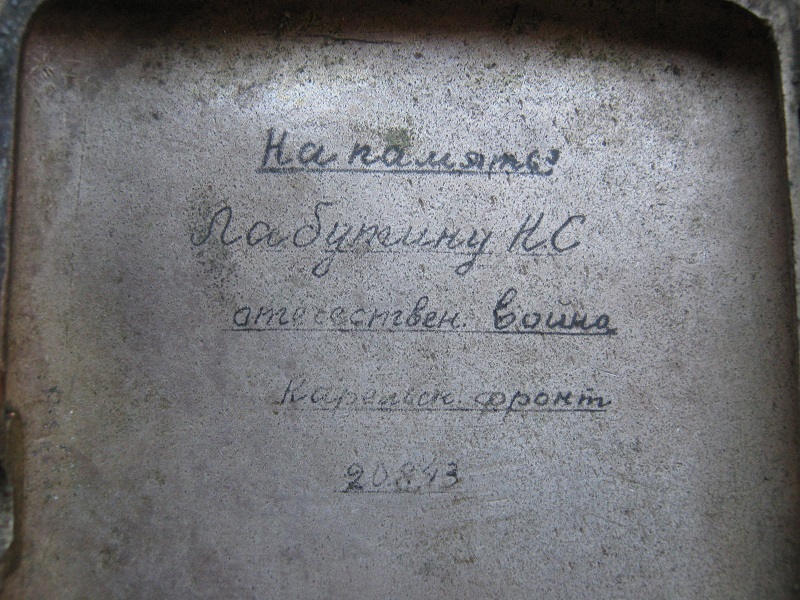 На память
Лабутину Н С
отечествен. война
Карельск. фронт
20.8.43